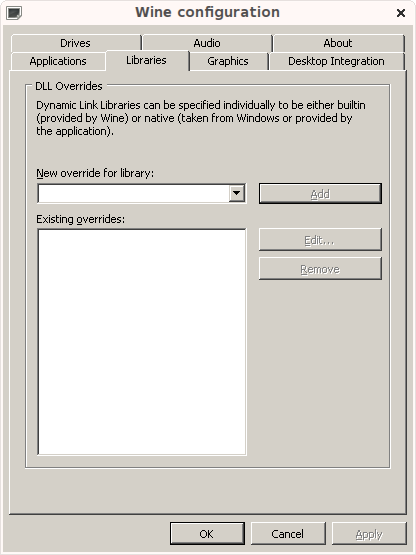 Wine configuration
Drives Audio About
Applications Libraries Graphics Desktop Integration
DLL Overrides
Dynamic Link Libraries can be specified individually to be either builtin
(provided by Wine) or native (taken from Windows or provided by
the application).
New override for library:
Add
Existing overrides:
Edit...
Remove
OK Cancel Apply